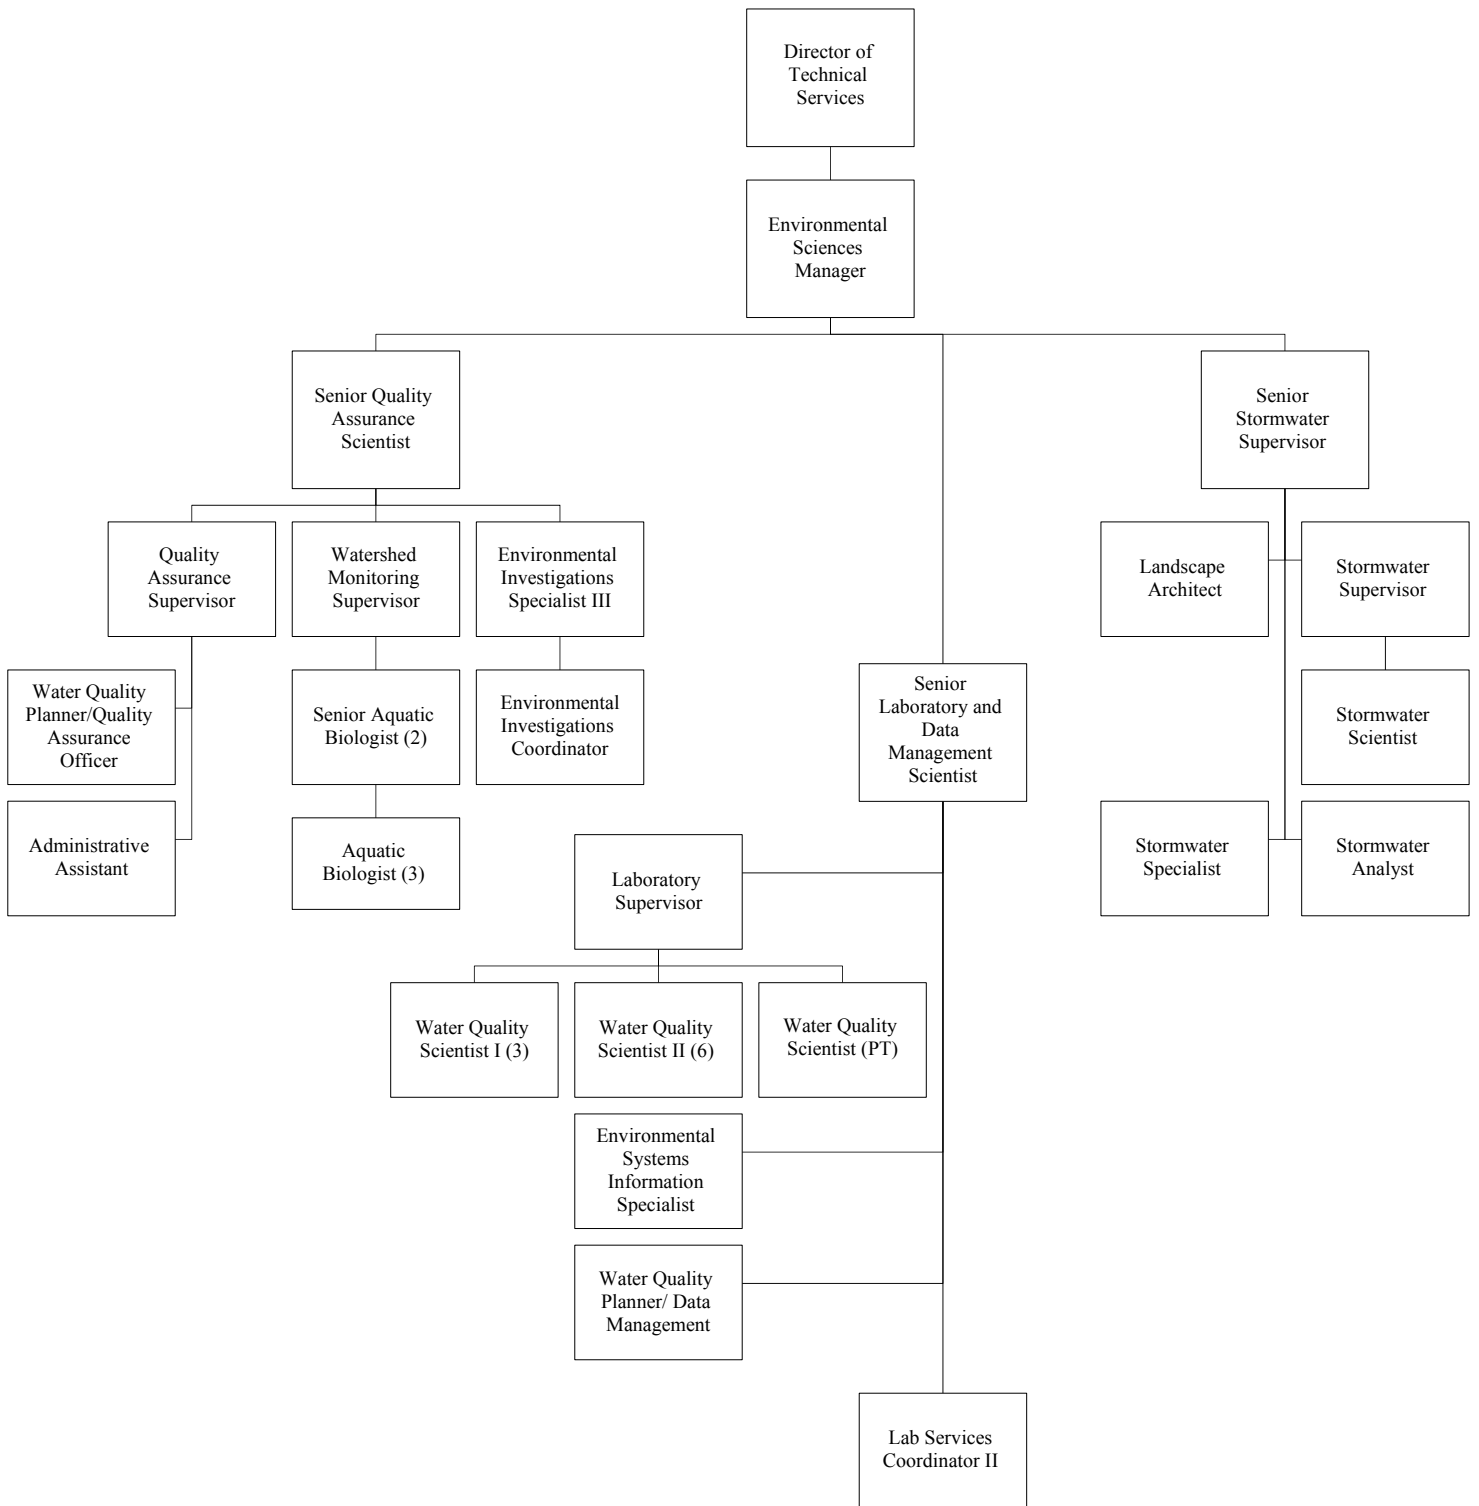 Director of
Technical
Services
Environmental
Sciences
Manager
Senior Quality
Assurance
Scientist
Senior
Stormwater
Supervisor
Quality
Assurance
Supervisor
Watershed
Monitoring
Supervisor
Environmental
Investigations
Specialist III
Landscape
Architect
Stormwater
Supervisor
Water Quality
Planner/Quality
Assurance
Officer
Senior Aquatic
Biologist (2)
Environmental
Investigations
Coordinator
Senior
Laboratory and
Data
Management
Scientist
Stormwater
Scientist
Administrative
Assistant
Aquatic
Biologist (3)
Laboratory
Supervisor
Stormwater
Specialist
Stormwater
Analyst
Water Quality
Scientist I (3)
Water Quality
Scientist II (6)
Water Quality
Scientist (PT)
Environmental
Systems
Information
Specialist
Water Quality
Planner/ Data
Management
Lab Services
Coordinator II